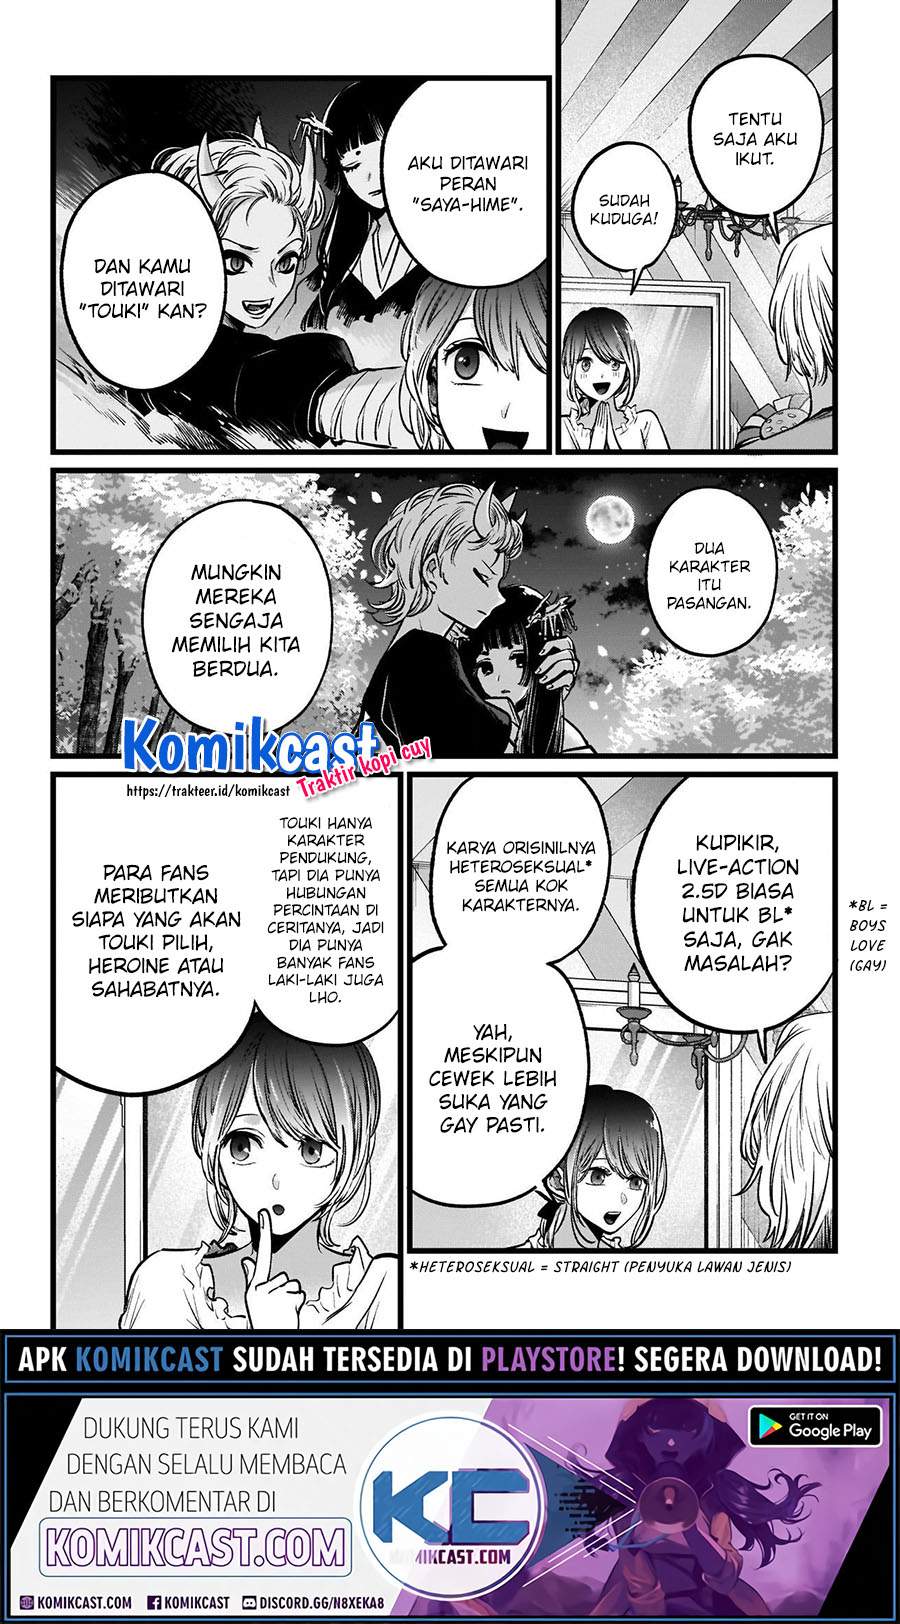 TENTU
SAJA AKU
IKUT.
SUDAH
KUDUGA!
AKU DITAWARI
PERAN
"SAYA-HIME".
DAN KAMU
DITAWARI
"TOUKI" KAN?
DUA
KARAKTER
ITU
PASANGAN.
MUNGKIN
MEREKA
SENGAJA
MEMILIH KITA
BERDUA.
Komikcast
Traktir kopi cuy
https://trakteer.id/komikcast
KUPIKIR,
LIVE-ACTION
2.5D BIASA
UNTUK BL*
SAJA, GAK
MASALAH?
*BL =
BOYS
LOVE
(GAY)
KARYA ORISINILNYA
HETEROSEKSUAL*
SEMUA KOK
KARAKTERNYA.
YAH,
MESKIPUN
CEWEK LEBIH
SUKA YANG
GAY PASTI.
*HETEROSEKSUAL = STRAIGHT (PENYUKA LAWAN JENIS)
TOUKI HANYA
KARAKTER
PENDUKUNG,
TAPI DIA PUNYA
HUBUNGAN
PERCINTAAN DI
CERITANYA, JADI
DIA PUNYA
BANYAK FANS
LAKI-LAKI JUGA
LHO.
PARA FANS
MERIBUTKAN
SIAPA YANG AKAN
TOUKI PILIH,
HEROINE ATAU
SAHABATNYA.
APK KOMIKCAST SUDAH TERSEDIA DI PLAYSTORE! SEGERA DOWNLOAD!
DUKUNG TERUS KAMI
DENGAN SELALU MEMBACA
DAN BERKOMENTAR DI
KOMIKCAST.COM
KC
KOMIKCAST.COM
GET IT ON
Google Play
KOMIKCAST.COM
KOMIKCAST
DISCORD.GG/N8XEKA8